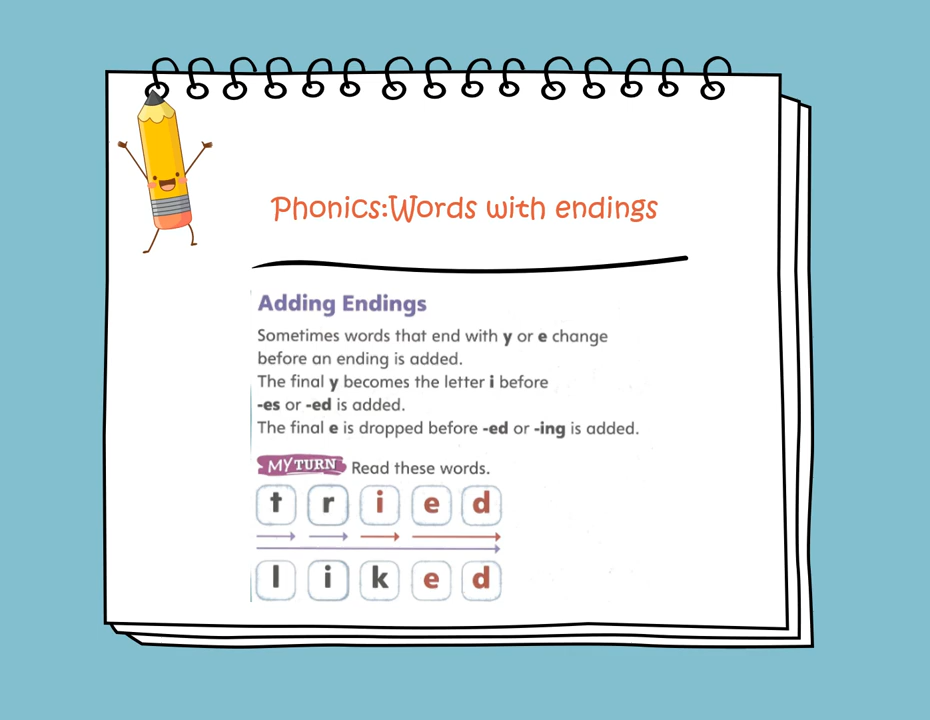 Phonics:Words with endings
Adding Endings
Sometimes words that end with y or e change
before an ending is added.
The final y becomes the letter i before
-es or -ed is added.
The final e is dropped before -ed or -ing is added.
MY TURN Read these words.
t r i e d
l i k e d